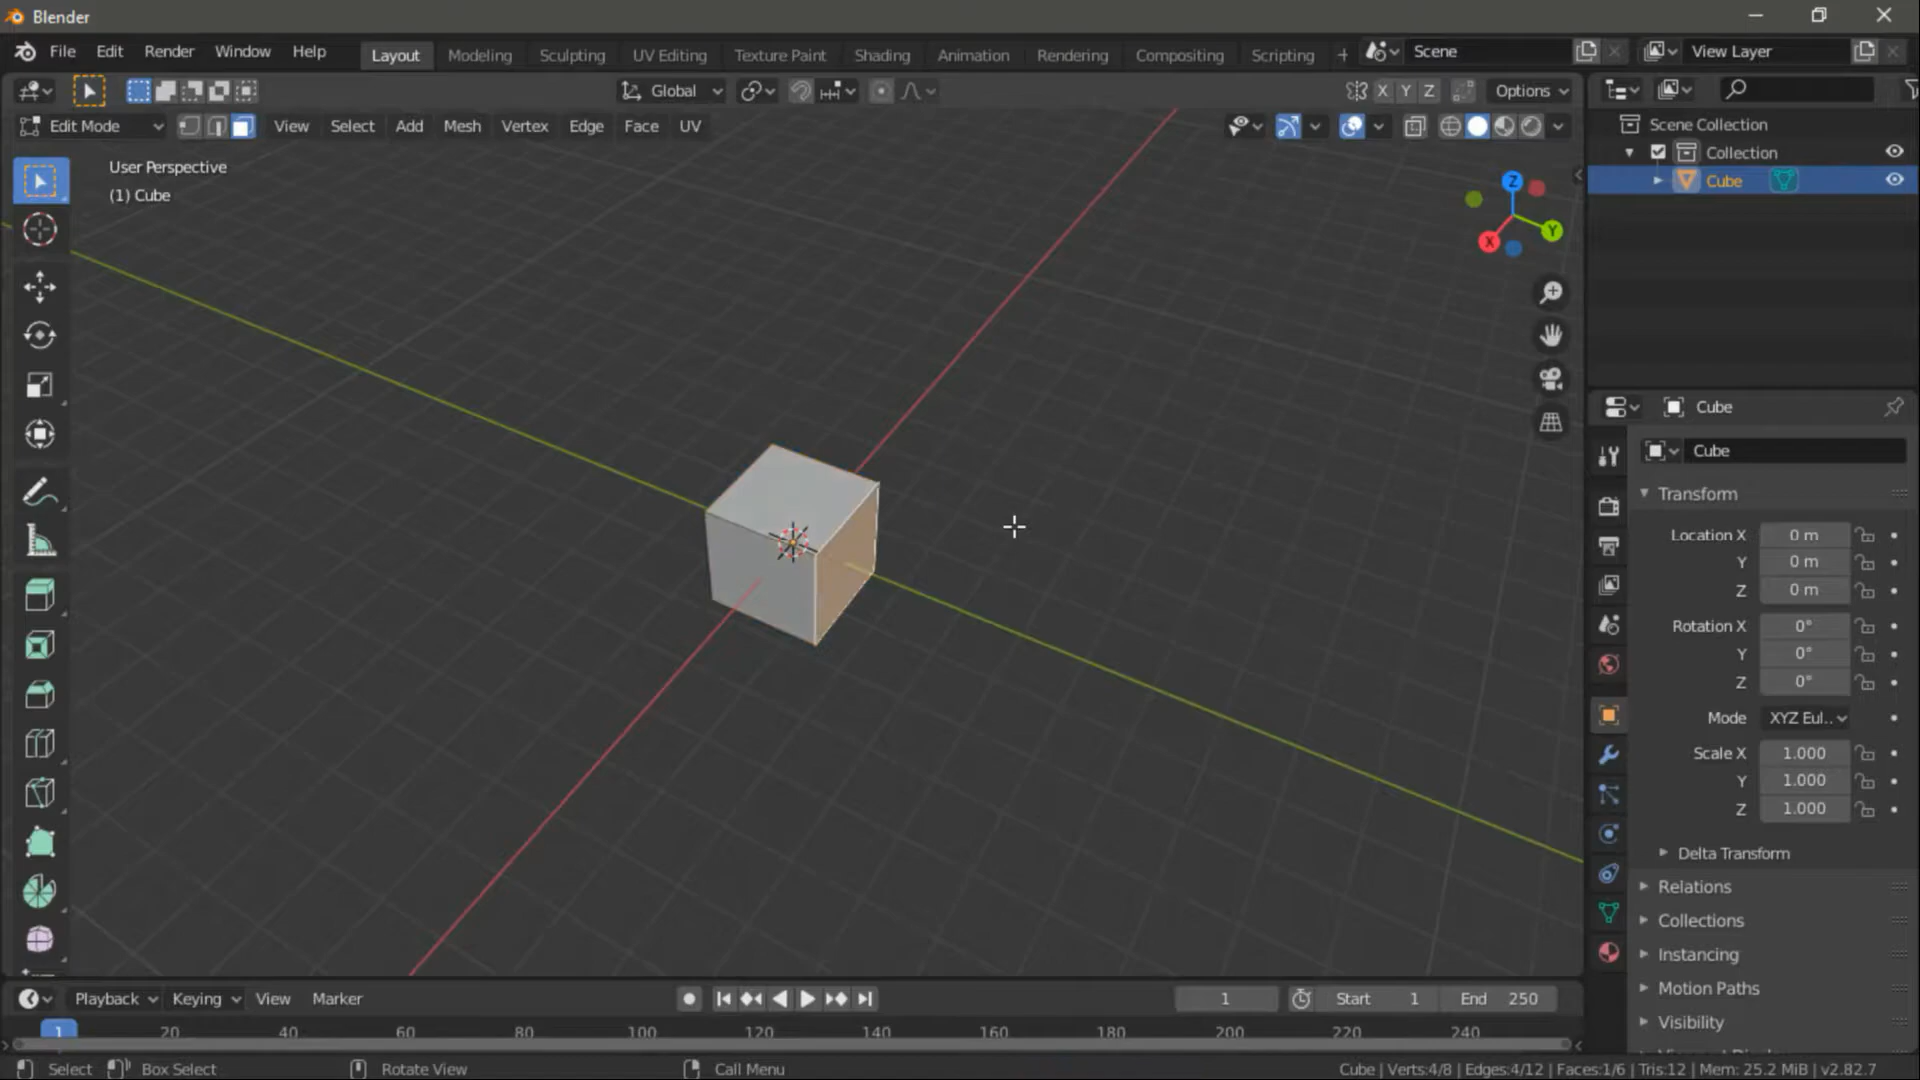 Blender
File Edit Render Window Help Layout Modeling Sculpting UV Editing Texture Paint Shading Animation Rendering Compositing Scripting + Scene View Layer
Global X Y Z Options
Edit Mode View Select Add Mesh Vertex Edge Face UV
User Perspective
(1) Cube
Z
Y
X
Scene Collection
Collection
Cube
Cube
Cube
Transform
Location X 0 m
Y 0 m
Z 0 m
Rotation X 0°
Y 0°
Z 0°
Mode XYZ Eul..
Scale X 1.000
Y 1.000
Z 1.000
Delta Transform
Relations
Collections
Instancing
Motion Paths
Visibility
Playback Keying View Marker 1 Start 1 End 250
1 20 40 60 80 100 120 140 160 180 200 220 240
Select Box Select Rotate View Call Menu Cube | Verts:4/8 | Edges:4/12 | Faces:1/6 | Tris:12 | Mem: 25.2 MiB | v2.82.7